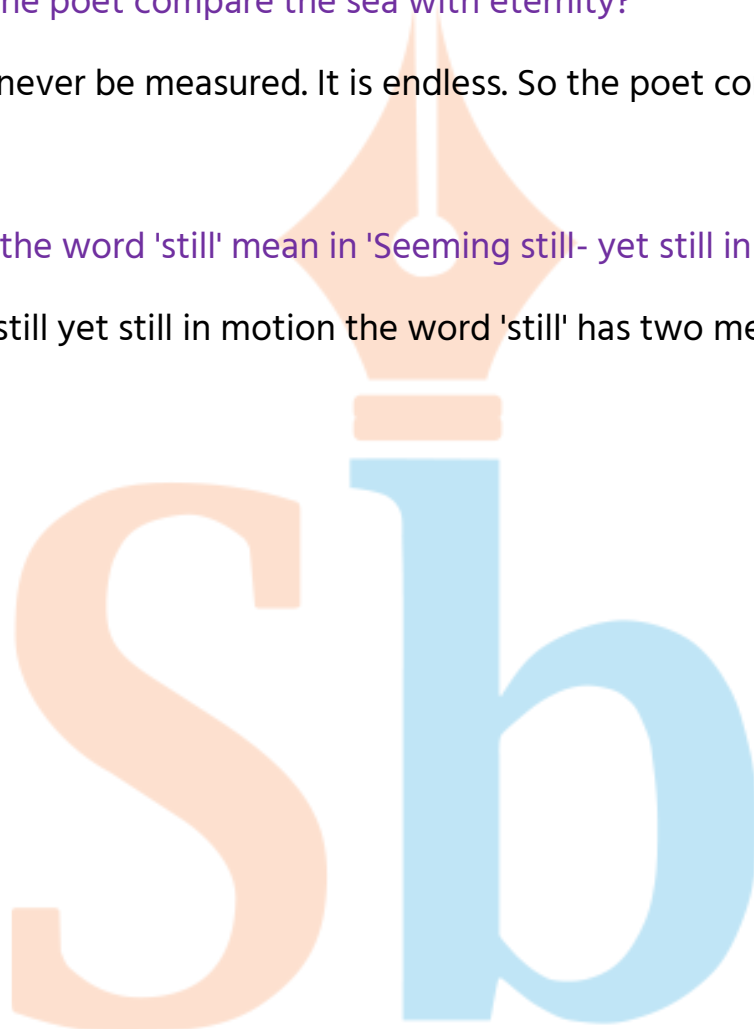 he poet compare the sea with eternity?
never be measured. It is endless. So the poet co
the word 'still' mean in 'Seeming still- yet still in
still yet still in motion the word 'still' has two me
Sb